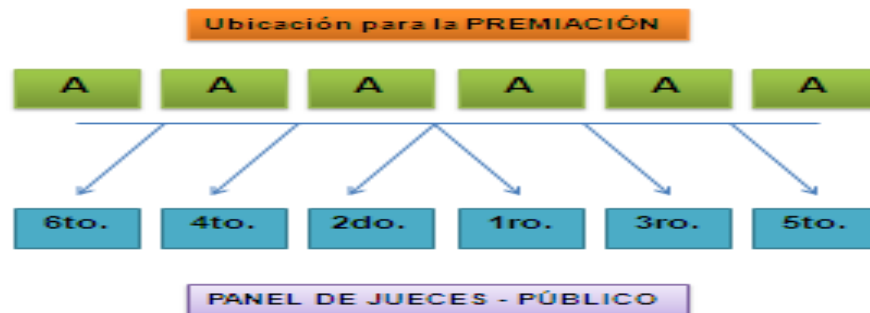 Ubicación para la PREMIACIÓN
A A A A A A
6to. 4to. 2do. 1ro. 3ro. 5to.
PANEL DE JUECES - PÚBLICO